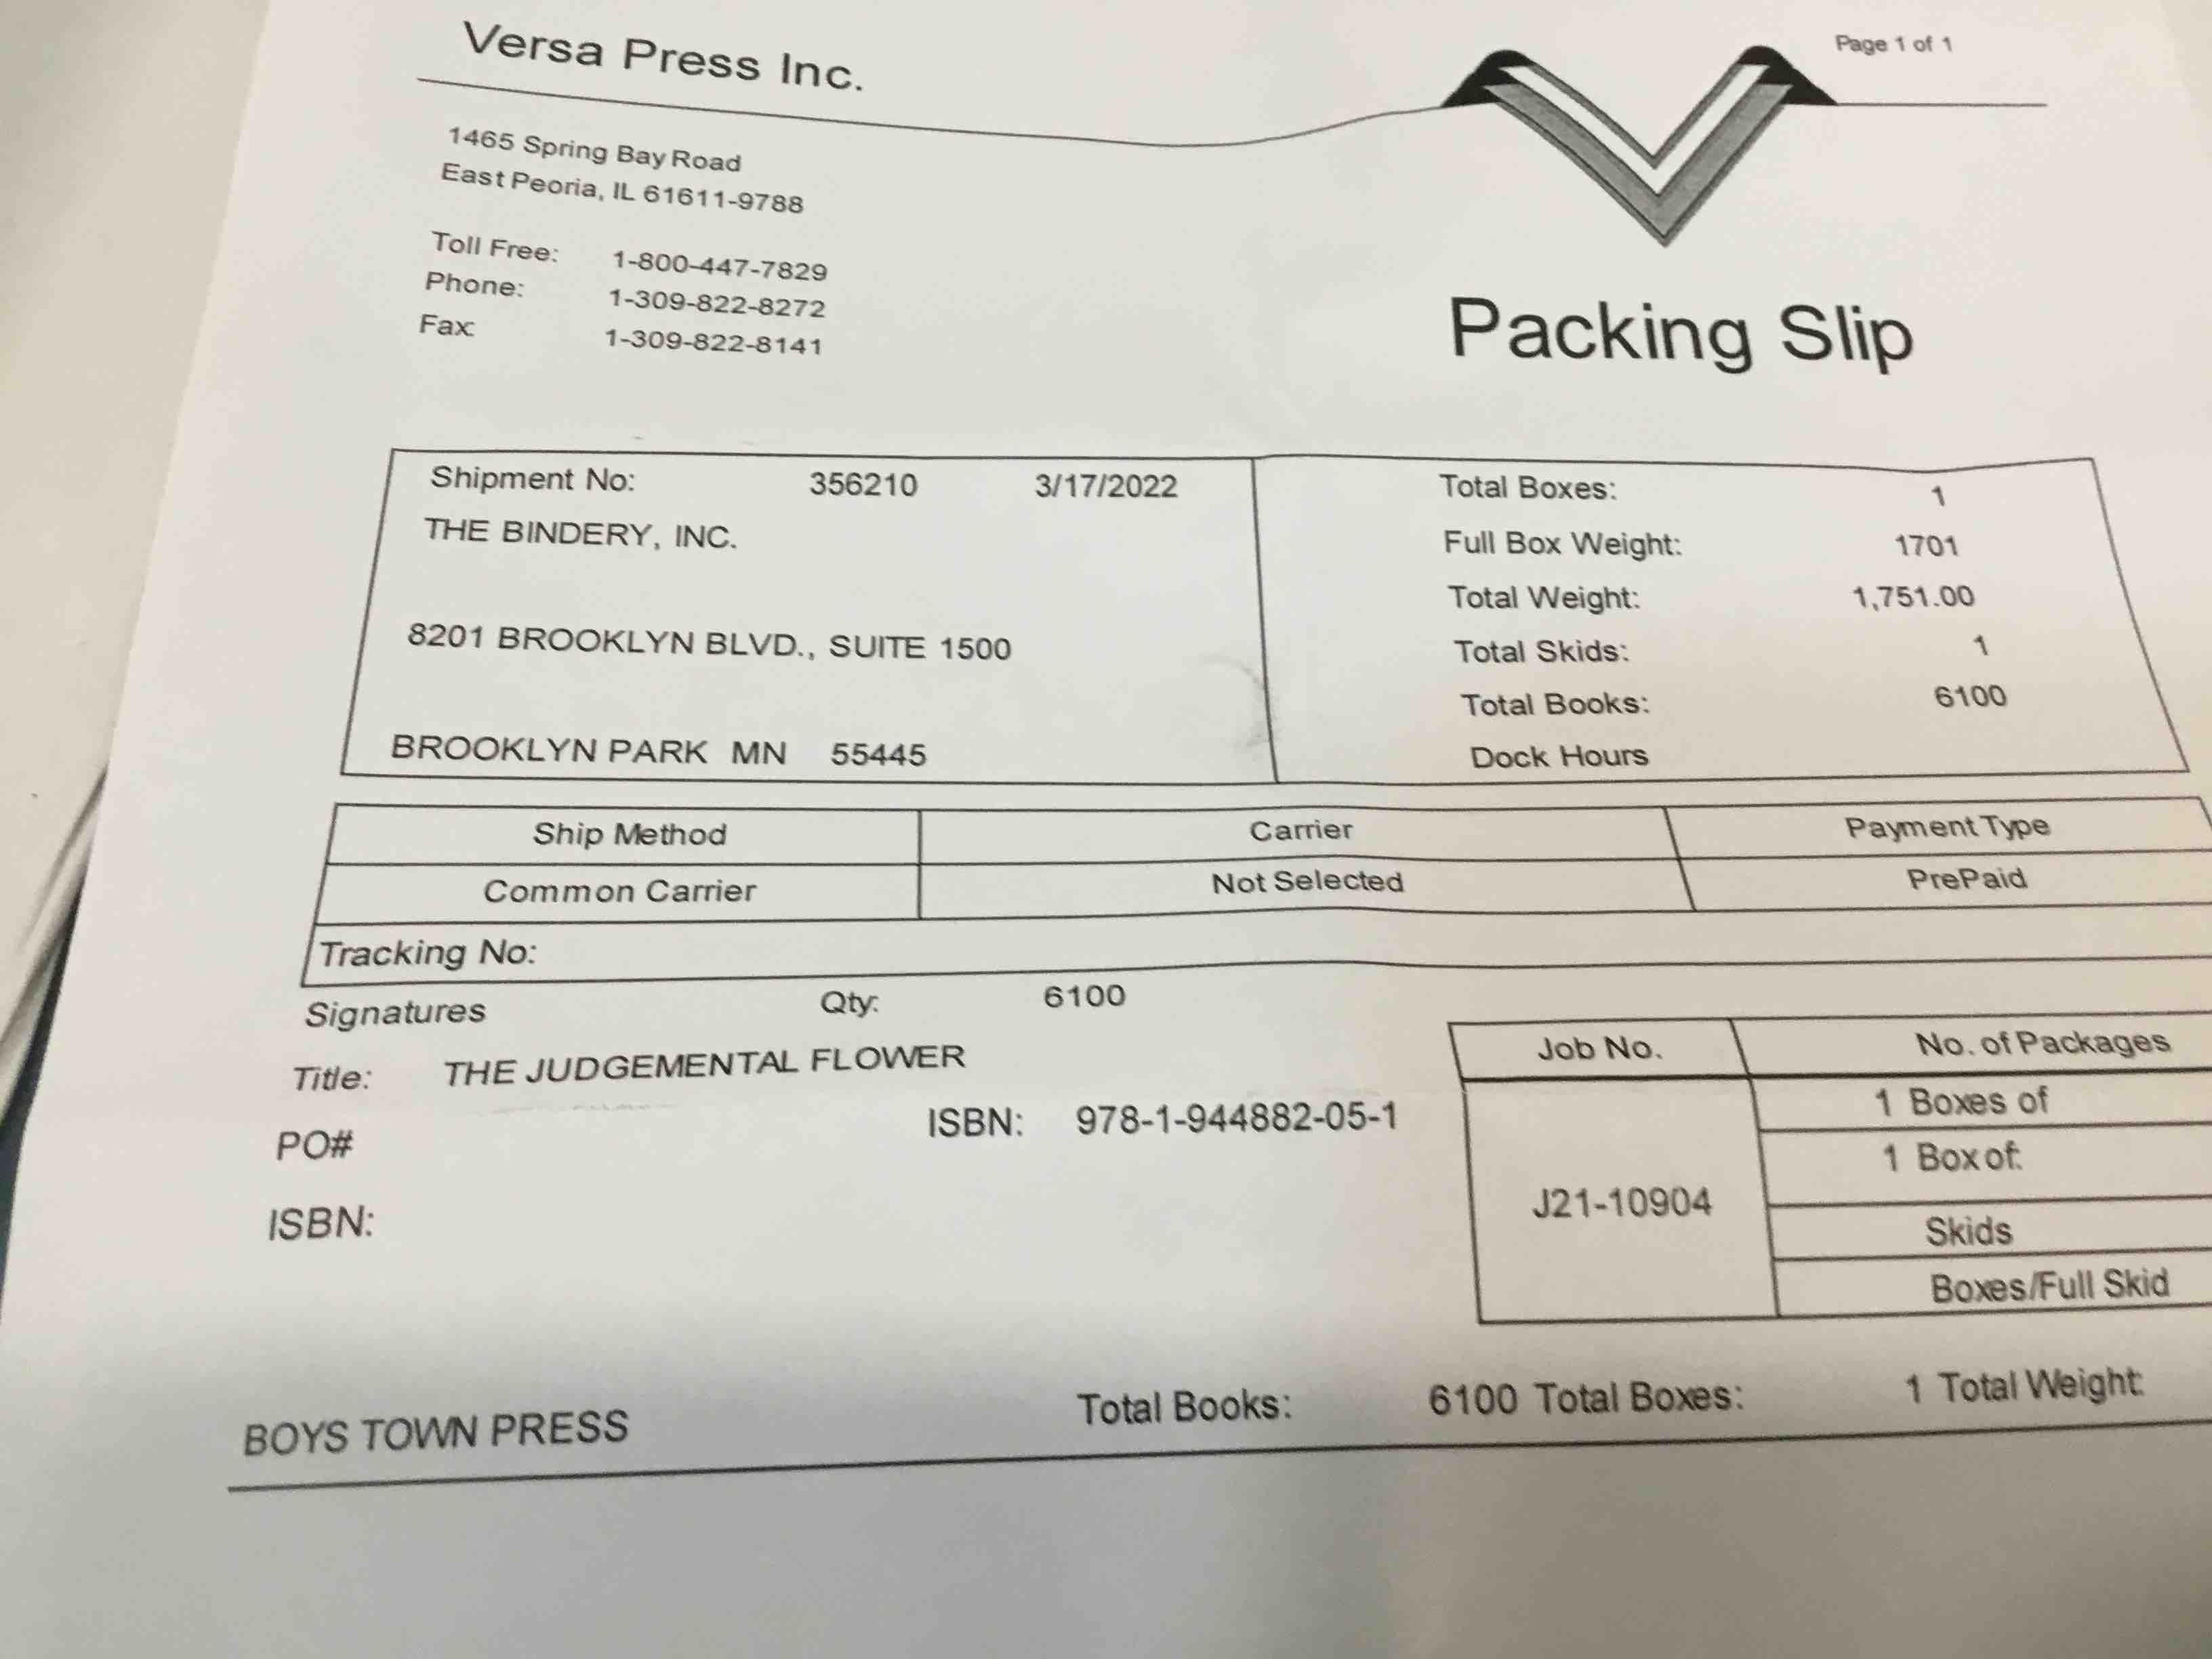 Versa Press Inc.
Page 1 of 1
1465 Spring Bay Road
East Peoria, IL 61611-9788
Toll Free: 1-800-447-7829
Phone: 1-309-822-8272
Fax: 1-309-822-8141
Packing Slip
Shipment No: 356210 3/17/2022
THE BINDERY, INC.
8201 BROOKLYN BLVD., SUITE 1500
BROOKLYN PARK MN 55445
Total Boxes: 1
Full Box Weight: 1701
Total Weight: 1,751.00
Total Skids: 1
Total Books: 6100
Dock Hours
Ship Method Carrier Payment Type
Common Carrier Not Selected PrePaid
Tracking No:
Signatures Qty: 6100
Title: THE JUDGEMENTAL FLOWER
PO# ISBN: 978-1-944882-05-1
ISBN:
Job No. No. of Packages
J21-10904
1 Boxes of
1 Box of:
Skids
Boxes/Full Skid
BOYS TOWN PRESS Total Books: 6100 Total Boxes: 1 Total Weight: